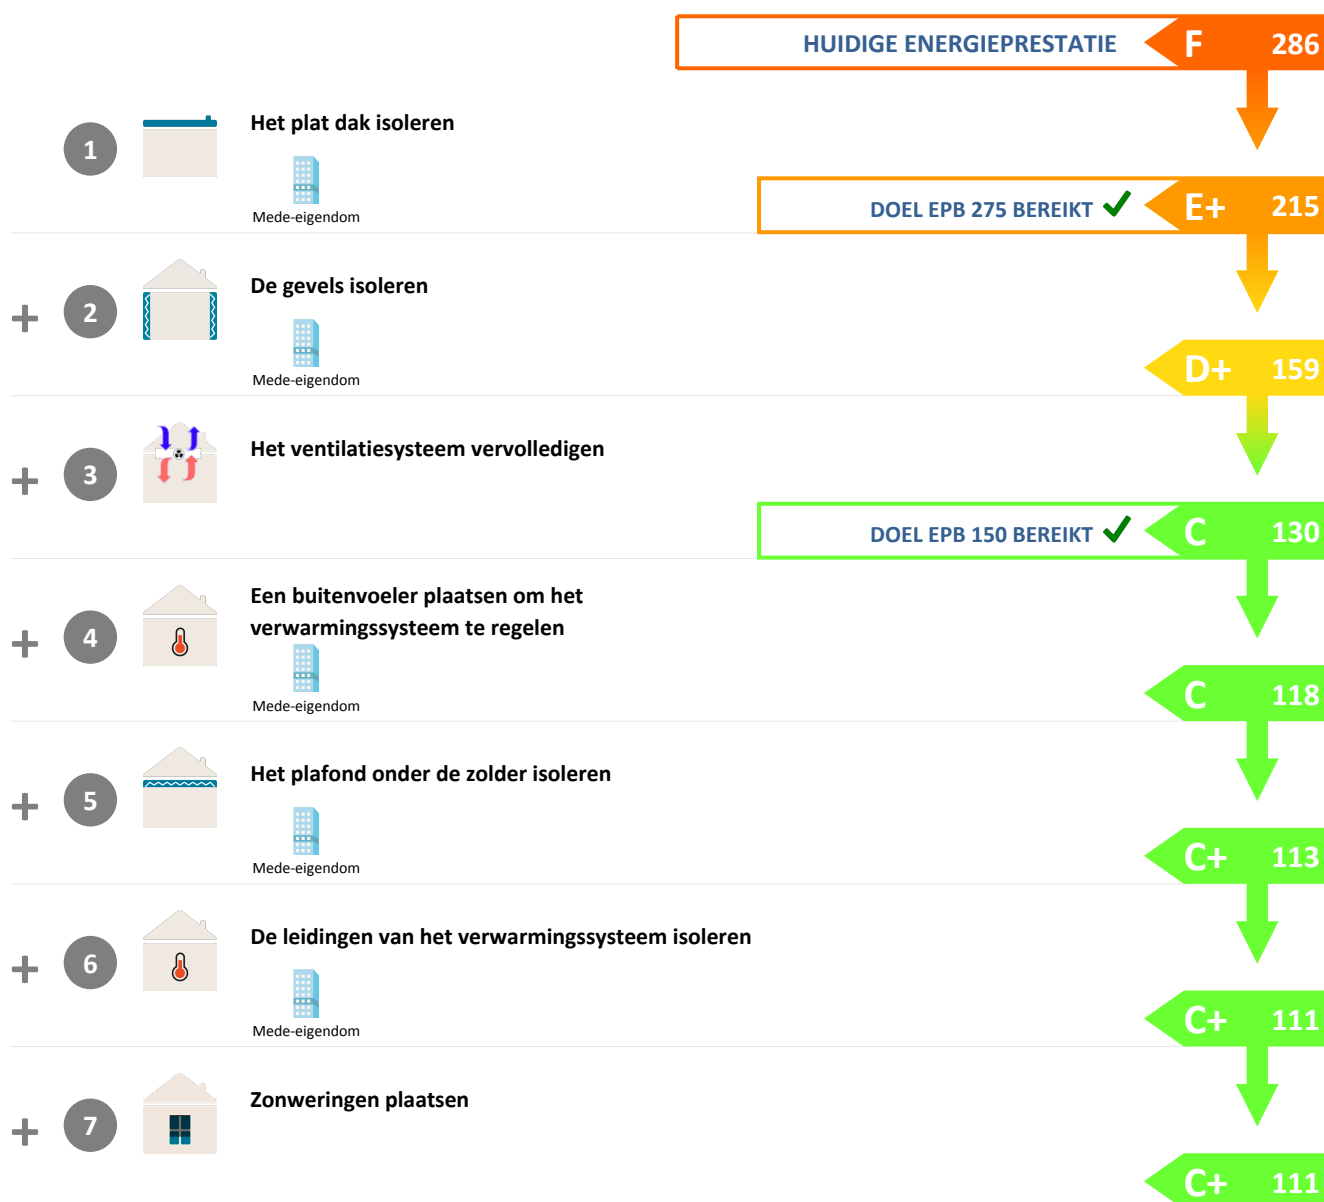 HUIDIGE ENERGIEPRESTATIE F 286
1 Het plat dak isoleren
Mede-eigendom
DOEL EPB 275 BEREIKT E+ 215
+ 2 De gevels isoleren
Mede-eigendom
D+ 159
+ 3 Het ventilatiesysteem vervolledigen
DOEL EPB 150 BEREIKT C 130
+ 4 Een buitenvoeler plaatsen om het
verwarmingssysteem te regelen
Mede-eigendom
C 118
+ 5 Het plafond onder de zolder isoleren
Mede-eigendom
C+ 113
+ 6 De leidingen van het verwarmingssysteem isoleren
Mede-eigendom
C+ 111
+ 7 Zonweringen plaatsen
C+ 111